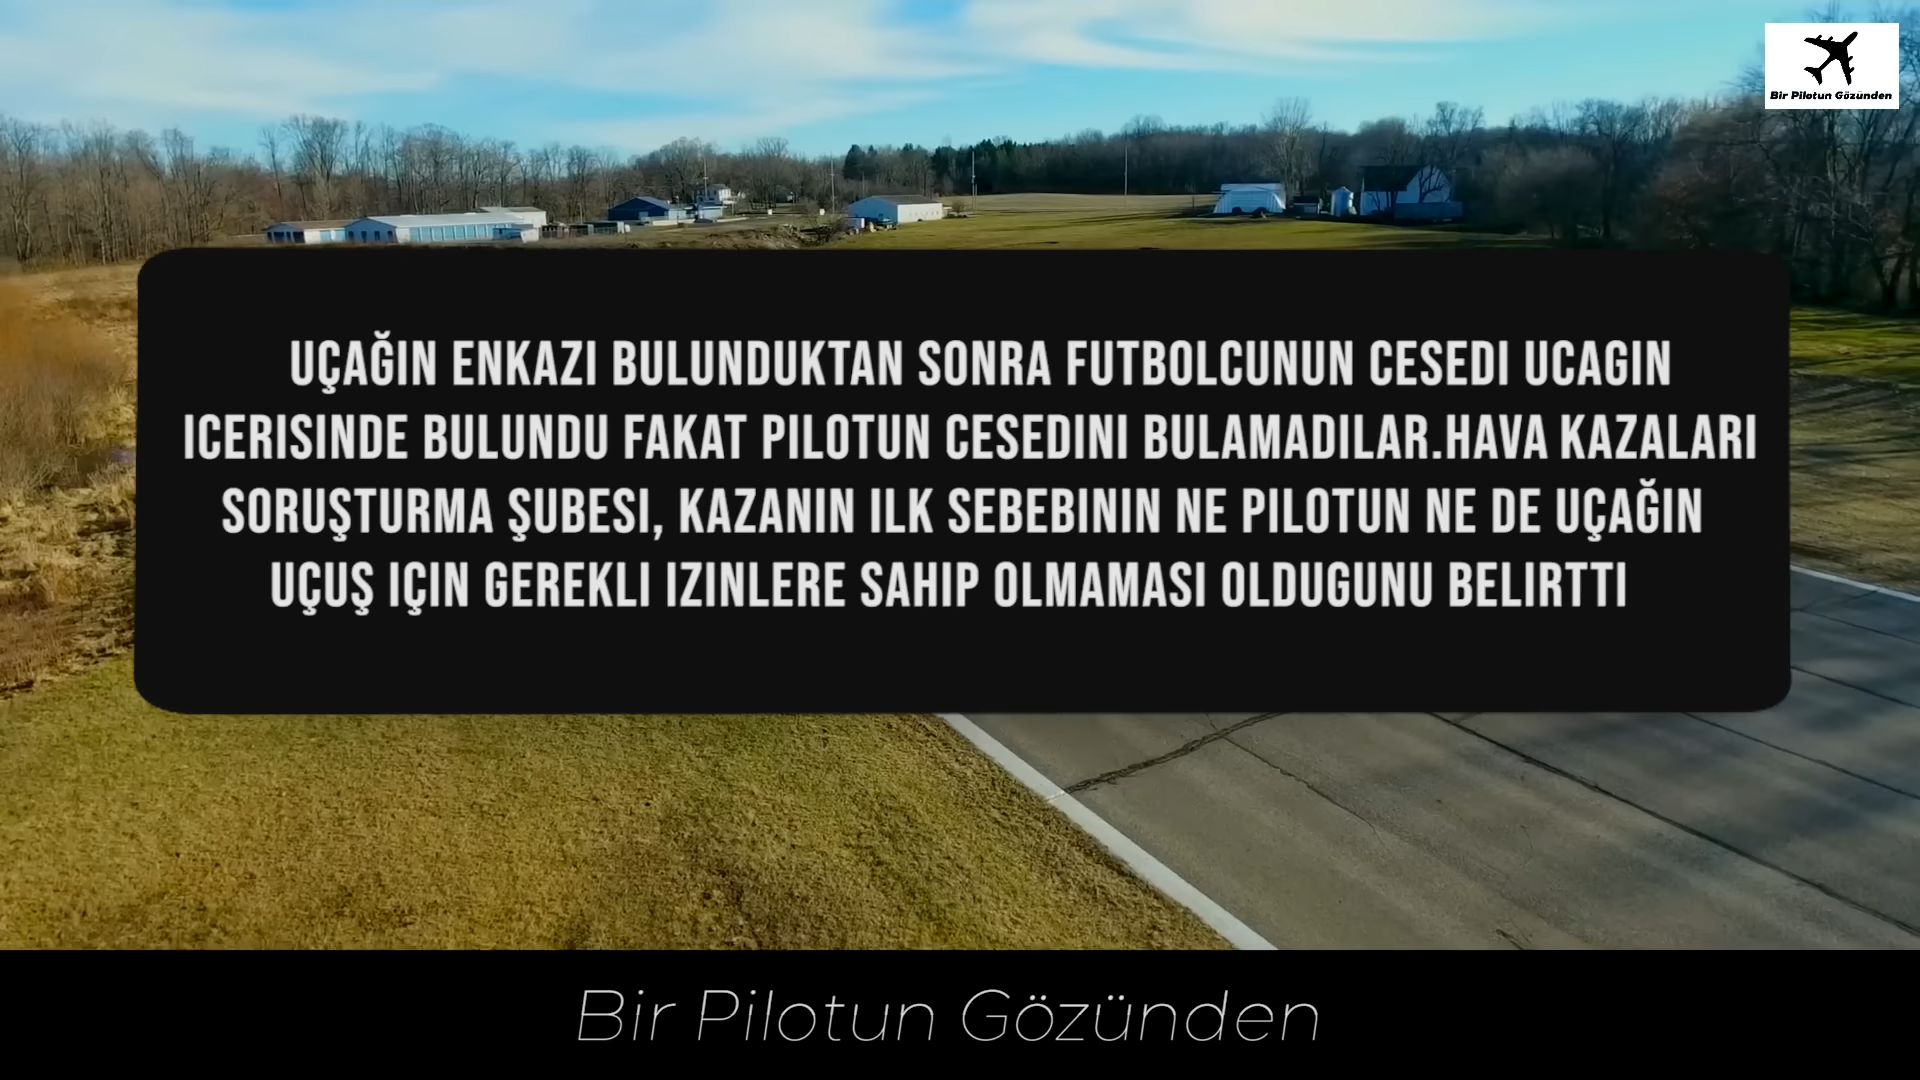 Bir Pilotun Gözünden
UÇAĞIN ENKAZI BULUNDUKTAN SONRA FUTBOLCUNUN CESEDI UCAGIN
ICERISINDE BULUNDU FAKAT PILOTUN CESEDINI BULAMADILAR.HAVA KAZALARI
SORUŞTURMA ŞUBESI, KAZANIN ILK SEBEBININ NE PILOTUN NE DE UÇAĞIN
UÇUŞ IÇIN GEREKLI IZINLERE SAHIP OLMAMASI OLDUGUNU BELIRTTI
Bir Pilotun Gözünden